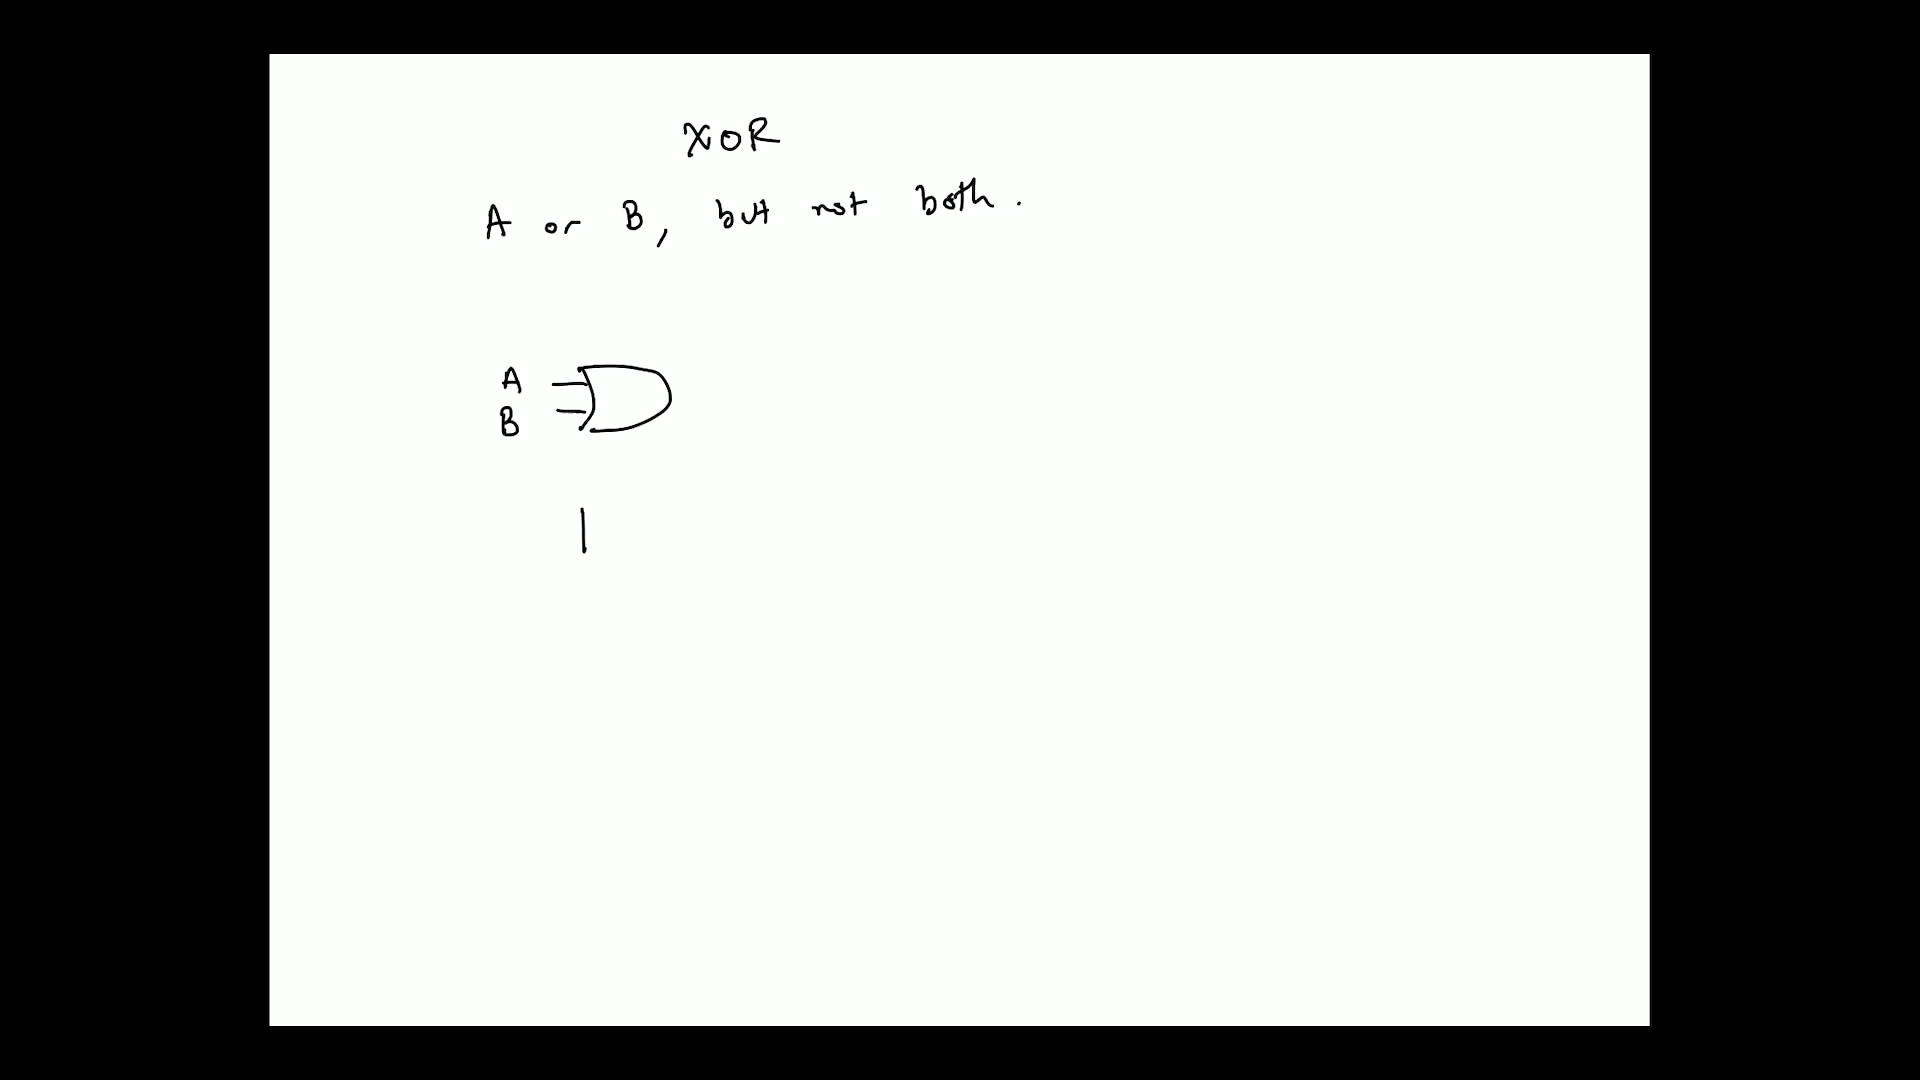 XOR
A or B, but not both.
A
B